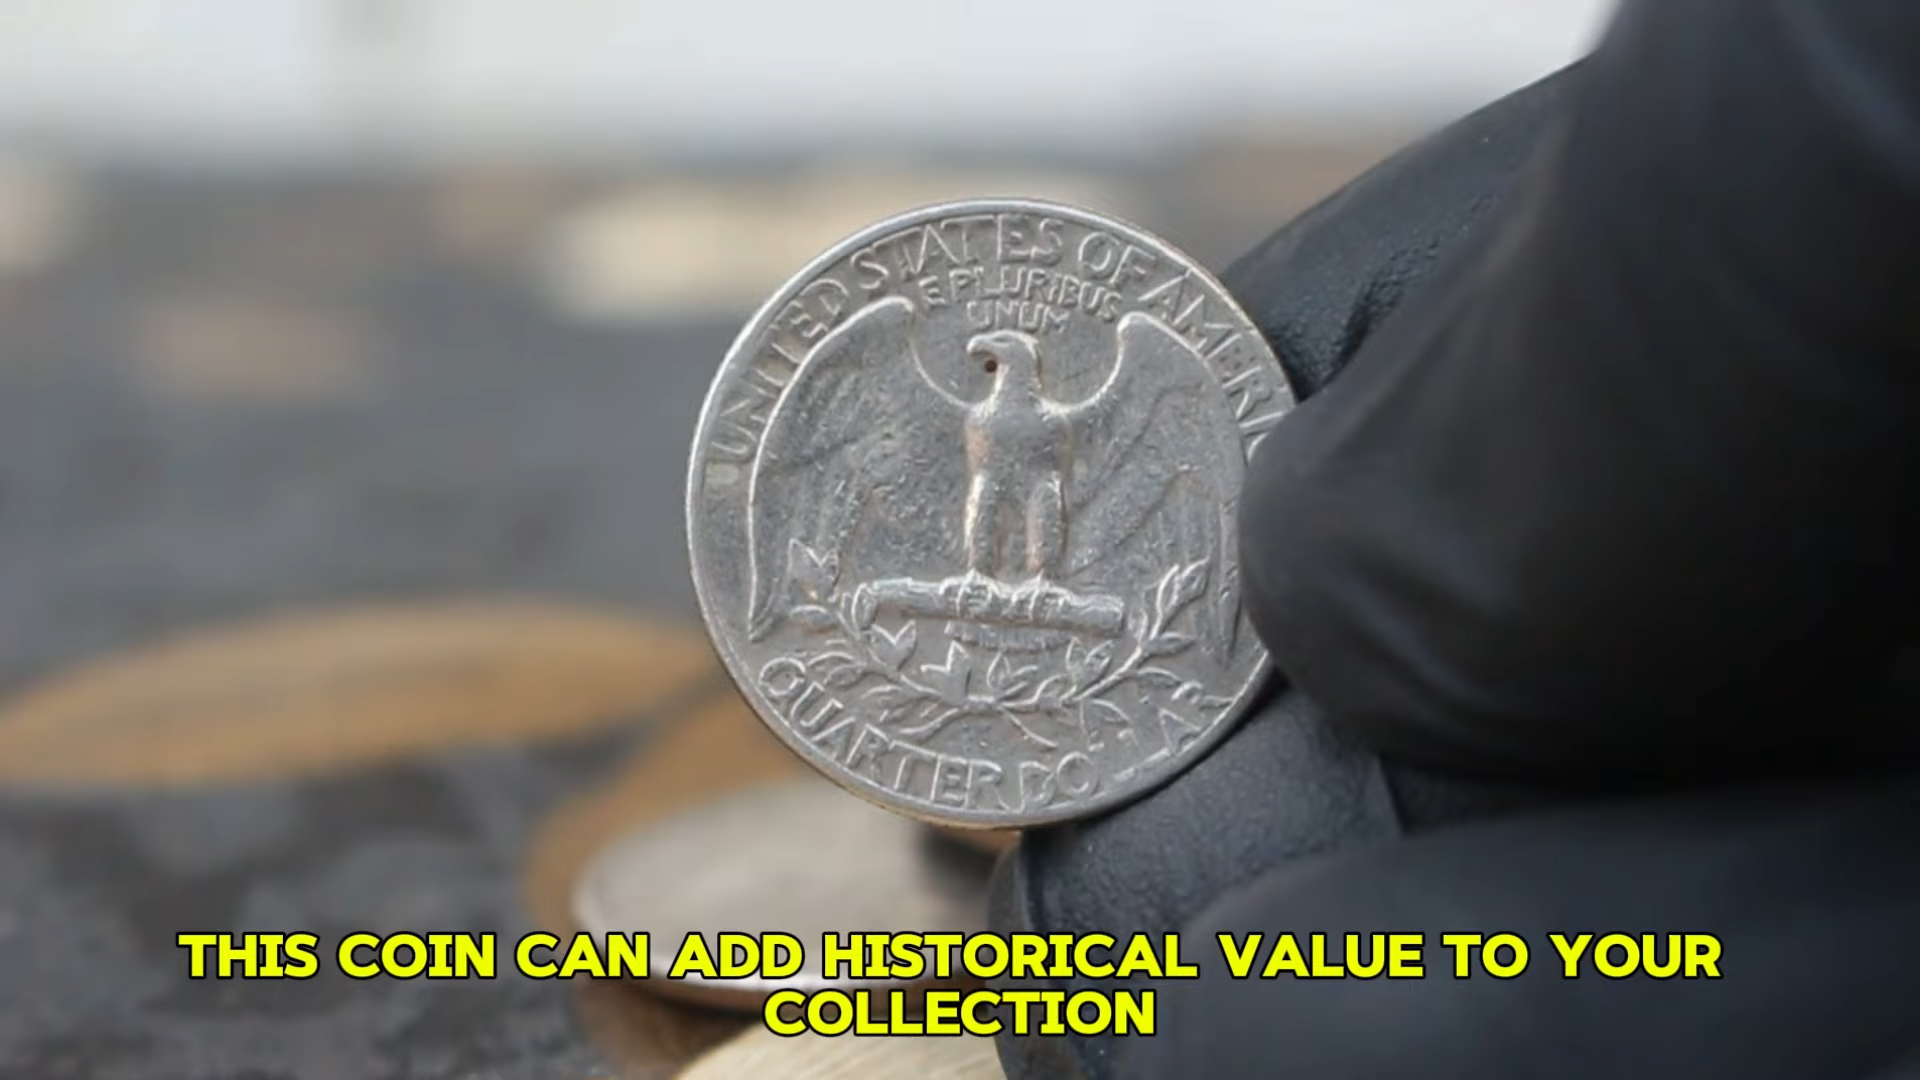 UNITED STATES OF AMERICA
E PLURIBUS
UNUM
QUARTER DOLLAR
THIS COIN CAN ADD HISTORICAL VALUE TO YOUR
COLLECTION